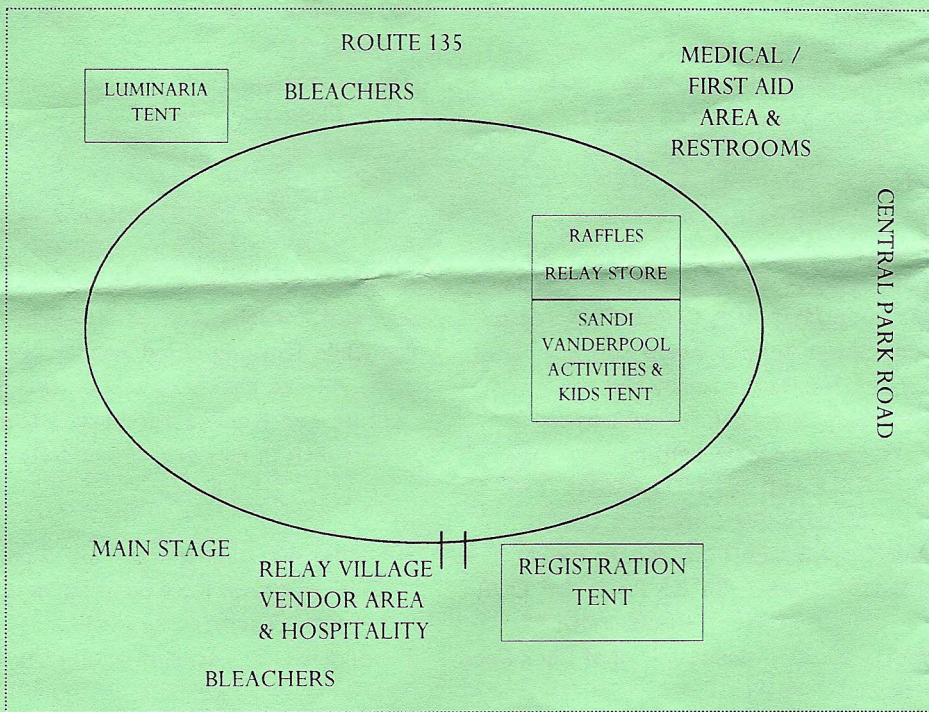 ROUTE 135
LUMINARIA
TENT
BLEACHERS
MEDICAL /
FIRST AID
AREA &
RESTROOMS
CENTRAL PARK ROAD
RAFFLES
RELAY STORE
SANDI
VANDERPOOL
ACTIVITIES &
KIDS TENT
MAIN STAGE
RELAY VILLAGE
VENDOR AREA
& HOSPITALITY
REGISTRATION
TENT
BLEACHERS